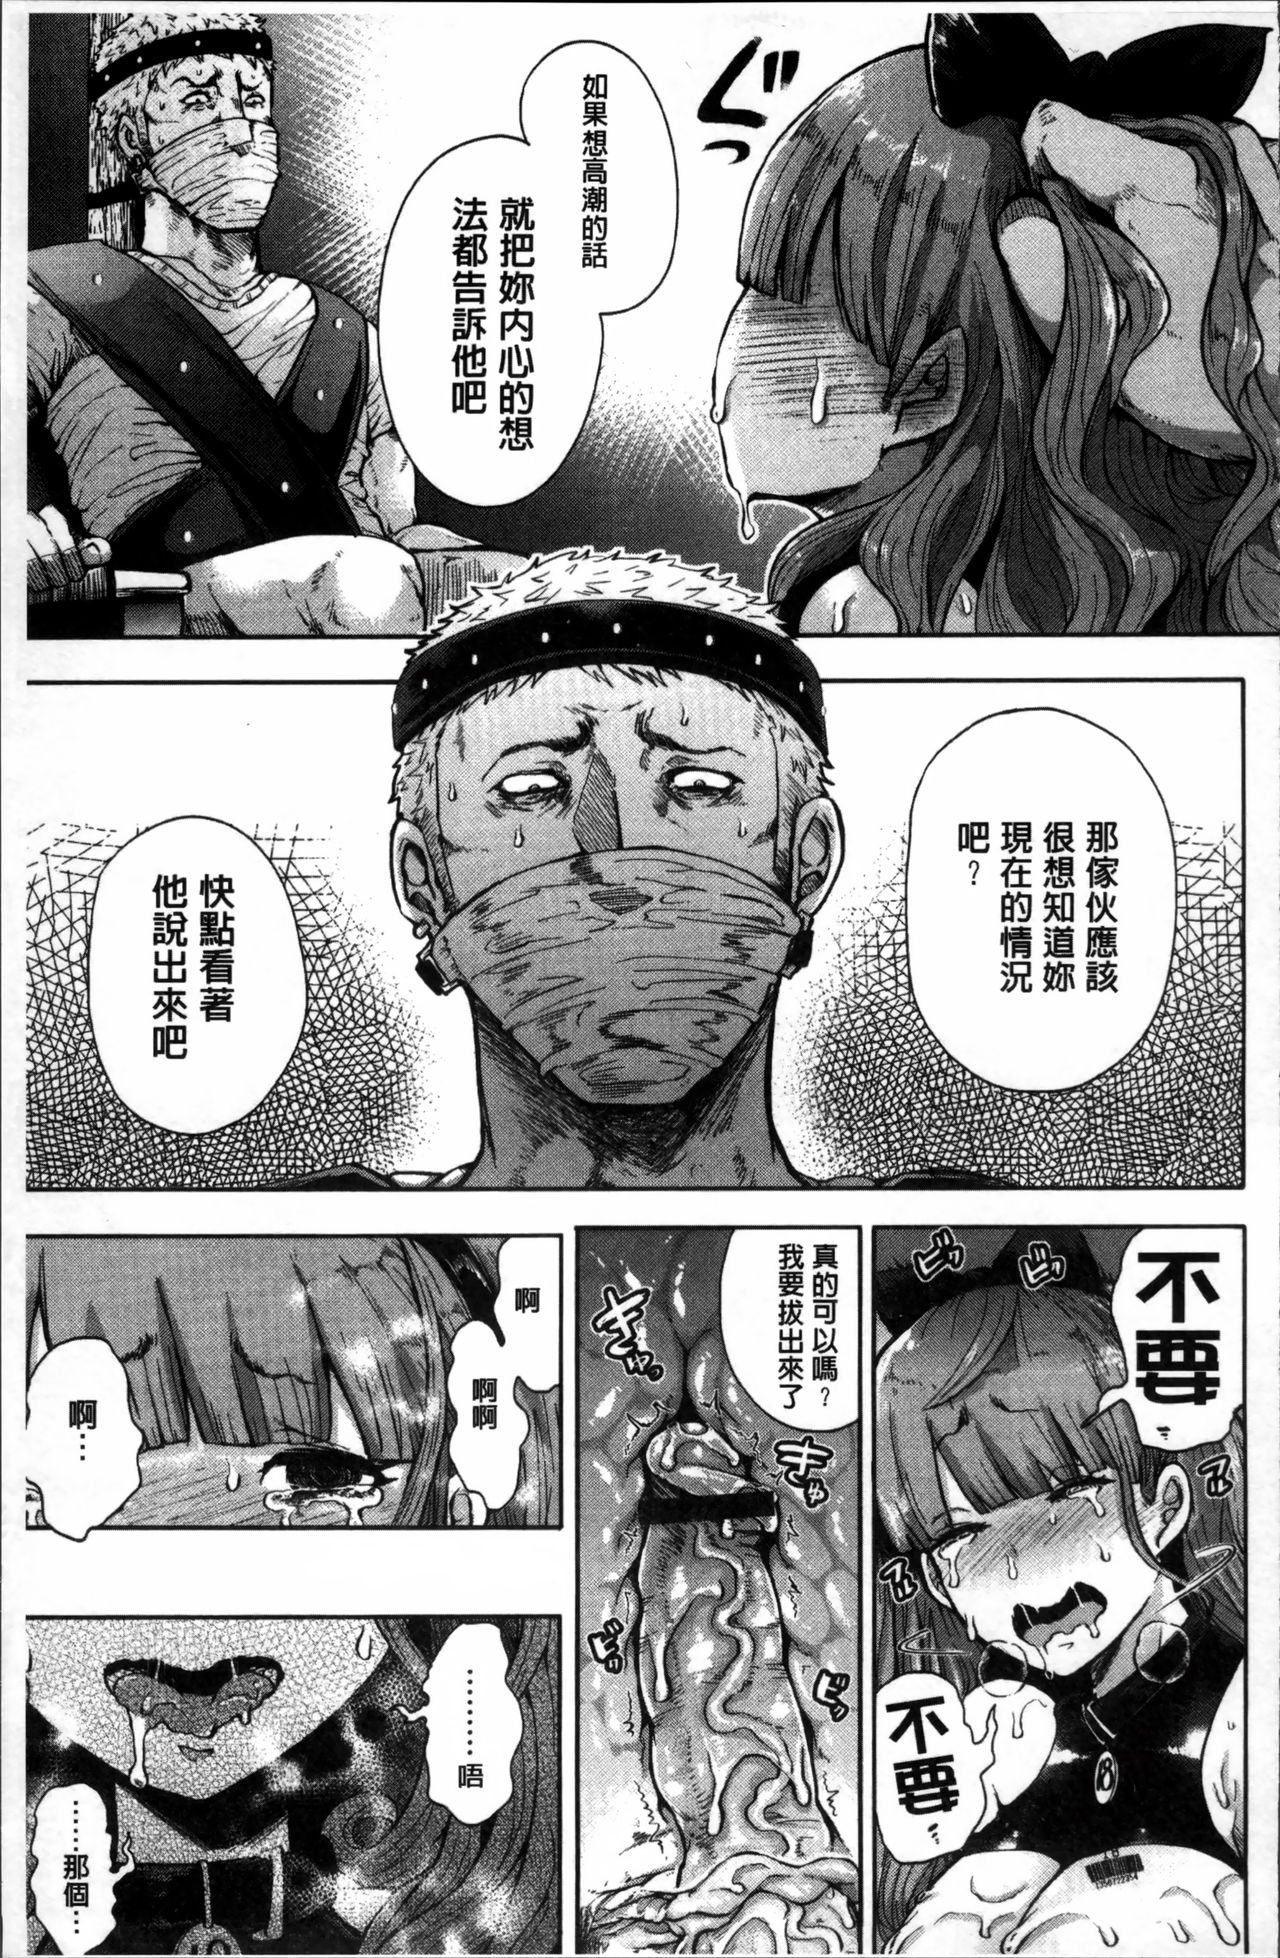 如果想高潮的話
就把妳内心的想
法都告訴他吧
那傢伙應該
很想知道妳
現在的情況
吧?
快點看著
他說出來吧
不要
不要…
真的可以嗎?
我要拔出來了
啊
啊啊
啊……
………唔
………那個…
18